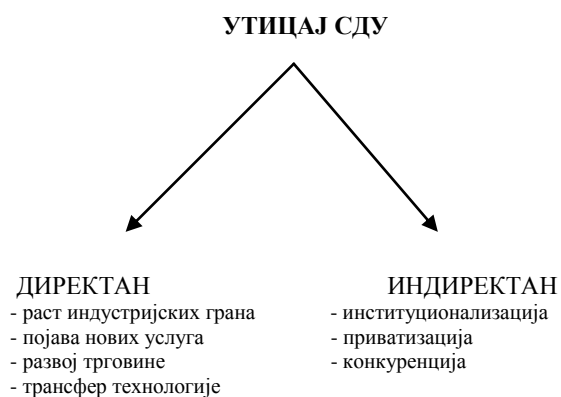 УТИЦАЈ СДУ
ДИРЕКТАН
- раст индустријских грана
- појава нових услуга
- развој трговине
- трансфер технологије
ИНДИРЕКТАН
- институционализација
- приватизација
- конкуренција